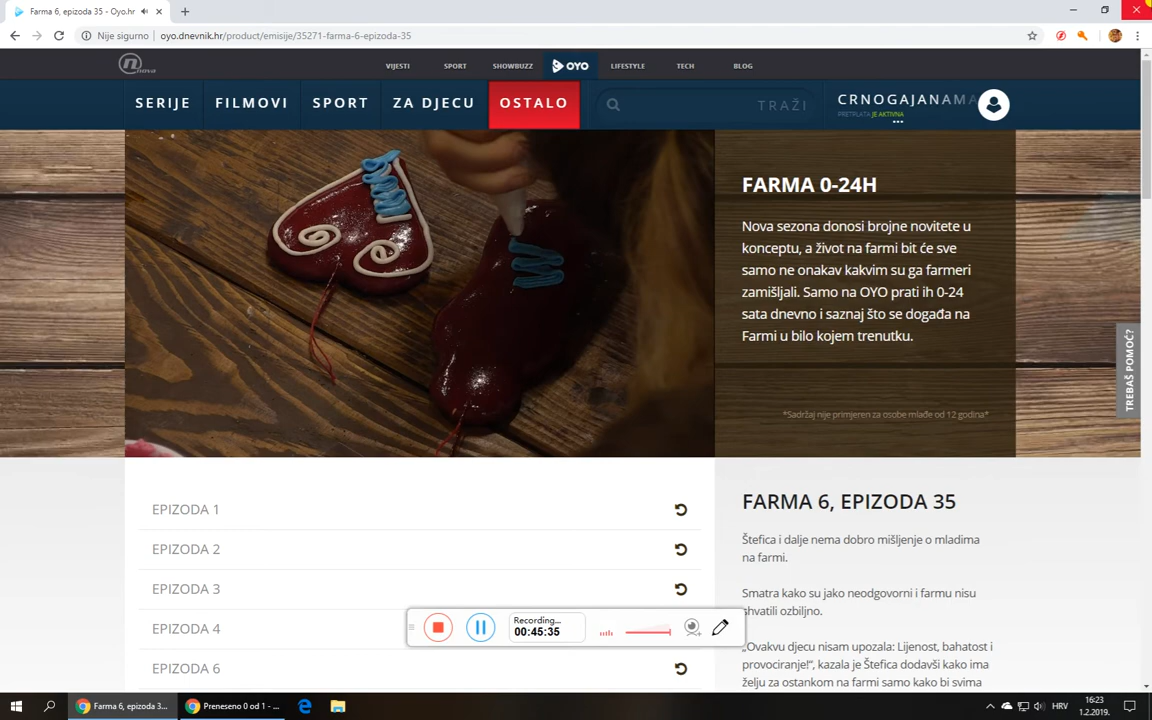 Farma 6, epizoda 35 - Oyo.hr
Nije sigurno | oyo.dnevnik.hr/product/emisije/35271-farma-6-epizoda-35
nova
VIJESTI SPORT SHOWBUZZ OYO LIFESTYLE TECH BLOG
SERIJE FILMOVI SPORT ZA DJECU OSTALO TRAŽI CRNOGAJANAMA
PRETPLATA JE AKTIVNA
FARMA 0-24H
Nova sezona donosi brojne novitete u
konceptu, a život na farmi bit će sve
samo ne onakav kakvim su ga farmeri
zamišljali. Samo na OYO prati ih 0-24
sata dnevno i saznaj što se događa na
Farmi u bilo kojem trenutku.
*Sadržaj nije primjeren za osobe mlađe od 12 godina*
TREBAŠ POMOĆ?
EPIZODA 1
EPIZODA 2
EPIZODA 3
EPIZODA 4
EPIZODA 6
FARMA 6, EPIZODA 35
Štefica i dalje nema dobro mišljenje o mladima
na farmi.
Smatra kako su jako neodgovorni i farmu nisu
shvatili ozbiljno.
„Ovakvu djecu nisam upozala: Lijenost, bahatost i
provociranje!“, kazala je Štefica dodavši kako ima
želju za ostankom na farmi samo kako bi svima
Recording...
00:45:35
Farma 6, epizoda 3...
Preneseno 0 od 1 - ...
HRV
16:23
1.2.2019.